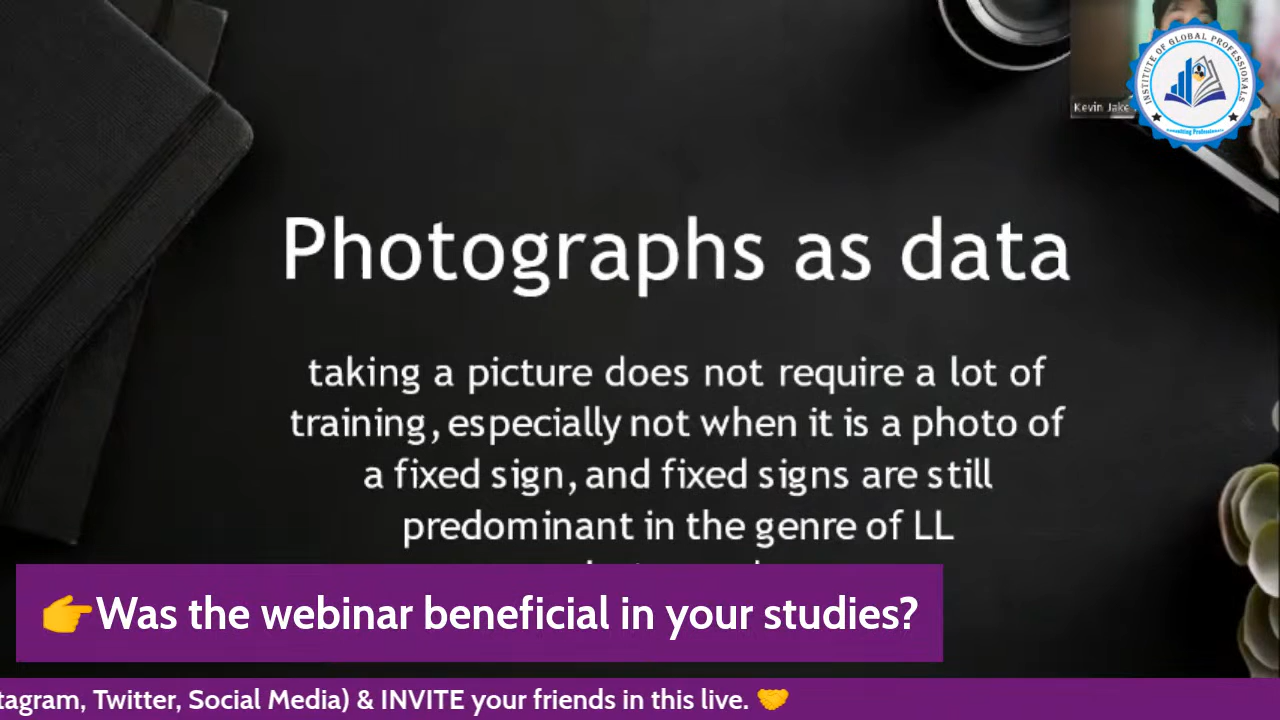 Kevin Jake
INSTITUTE OF GLOBAL PROFESSIONALS
Photographs as data
taking a picture does not require a lot of
training, especially not when it is a photo of
a fixed sign, and fixed signs are still
predominant in the genre of LL
👉Was the webinar beneficial in your studies?
tagram, Twitter, Social Media) & INVITE your friends in this live. 🤝